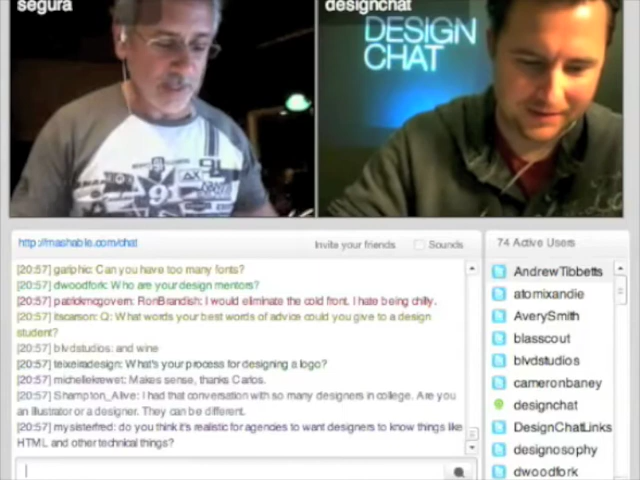 segura
designchat
DESIGN
CHAT
http://mashable.com/chat
Invite your friends
Sounds
74 Active Users
[20:57] garlphic: Can you have too many fonts?
[20:57] dwoodfork: Who are your design mentors?
[20:57] patrickmcgovern: RonBrandish: I would eliminate the cold front. I hate being chilly.
[20:57] itscarson: Q: What words your best words of advice could you give to a design
student?
[20:57] blvdstudios: and wine
[20:57] teixeiradesign: What's your process for designing a logo?
[20:57] michellekrewet: Makes sense, thanks Carlos.
[20:57] Shampton_Alive: I had that conversation with so many designers in college. Are you
an illustrator or a designer. They can be different.
[20:57] mysisterfred: do you think it's realistic for agencies to want designers to know things like
HTML and other technical things?
AndrewTibbetts
atomixandie
AverySmith
blasscout
blvdstudios
cameronbaney
designchat
DesignChatLinks
designosophy
dwoodfork